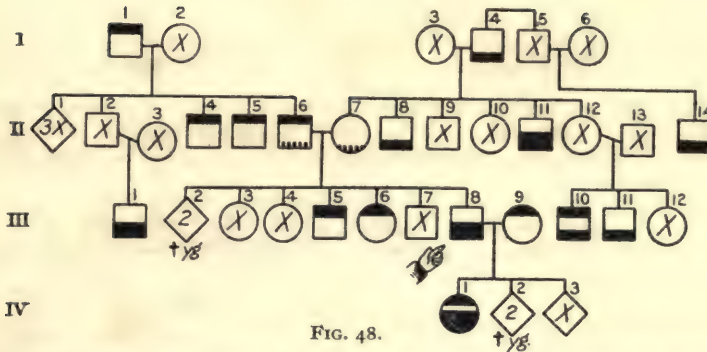 I 1 2 3 4 5 6
X X X X
II 1 2 3 4 5 6 7 8 9 10 11 12 13 14
3X X X X X X X
III 1 2 3 4 5 6 7 8 9 10 11 12
2 X X X X
† yg
IV 1 2 3
2 X
† yg.
FIG. 48.